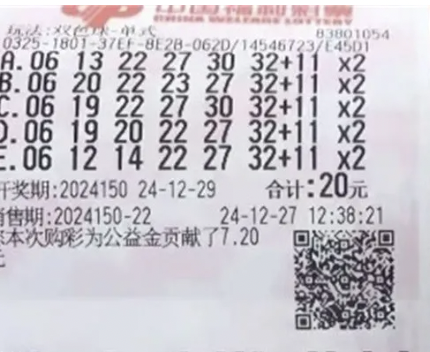 中国福利彩票
CHINA WELFARE LOTTERY
玩法:双色球-单式
83801054
0325-1801-37EF-8E2B-062D/14546723/E45D1
A.06 13 22 27 30 32+11 x2
B.06 20 22 23 27 32+11 x2
C.06 19 22 27 30 32+11 x2
D.06 19 20 22 27 32+11 x2
E.06 12 14 22 27 32+11 x2
开奖期:2024150 24-12-29 合计:20元
销售期:2024150-22 24-12-27 12:38:21
您本次购彩为公益金贡献了7.20
元